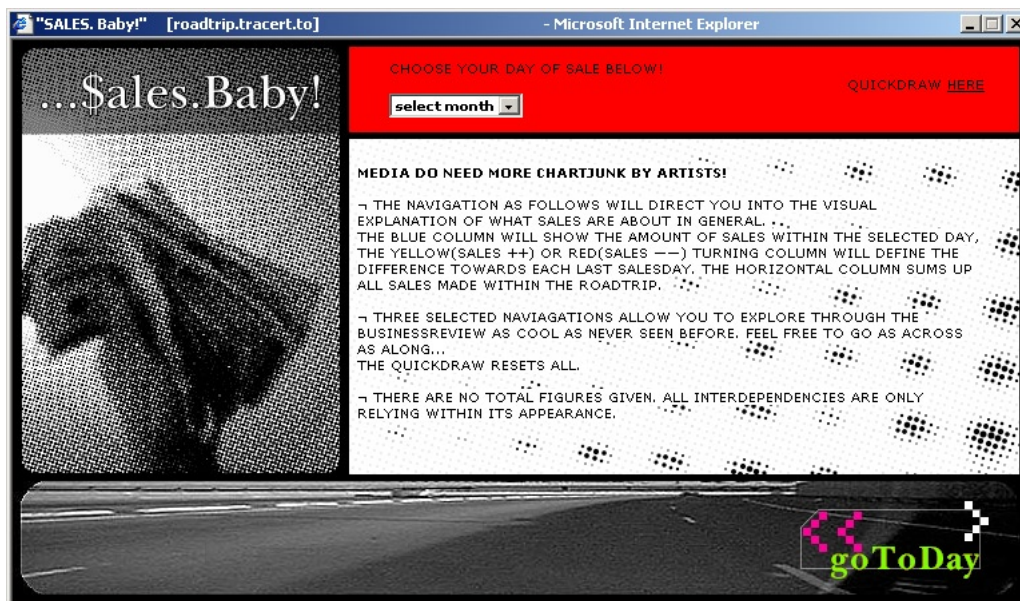 "SALES. Baby!" [roadtrip.tracert.to] - Microsoft Internet Explorer
...$ales.Baby!
CHOOSE YOUR DAY OF SALE BELOW!
select month
QUICKDRAW HERE
MEDIA DO NEED MORE CHARTJUNK BY ARTISTS!
¬ THE NAVIGATION AS FOLLOWS WILL DIRECT YOU INTO THE VISUAL
EXPLANATION OF WHAT SALES ARE ABOUT IN GENERAL.
THE BLUE COLUMN WILL SHOW THE AMOUNT OF SALES WITHIN THE SELECTED DAY,
THE YELLOW(SALES ++) OR RED(SALES −−) TURNING COLUMN WILL DEFINE THE
DIFFERENCE TOWARDS EACH LAST SALESDAY. THE HORIZONTAL COLUMN SUMS UP
ALL SALES MADE WITHIN THE ROADTRIP.
¬ THREE SELECTED NAVIAGATIONS ALLOW YOU TO EXPLORE THROUGH THE
BUSINESSREVIEW AS COOL AS NEVER SEEN BEFORE. FEEL FREE TO GO AS ACROSS
AS ALONG...
THE QUICKDRAW RESETS ALL.
¬ THERE ARE NO TOTAL FIGURES GIVEN. ALL INTERDEPENDENCIES ARE ONLY
RELYING WITHIN ITS APPEARANCE.
goToDay